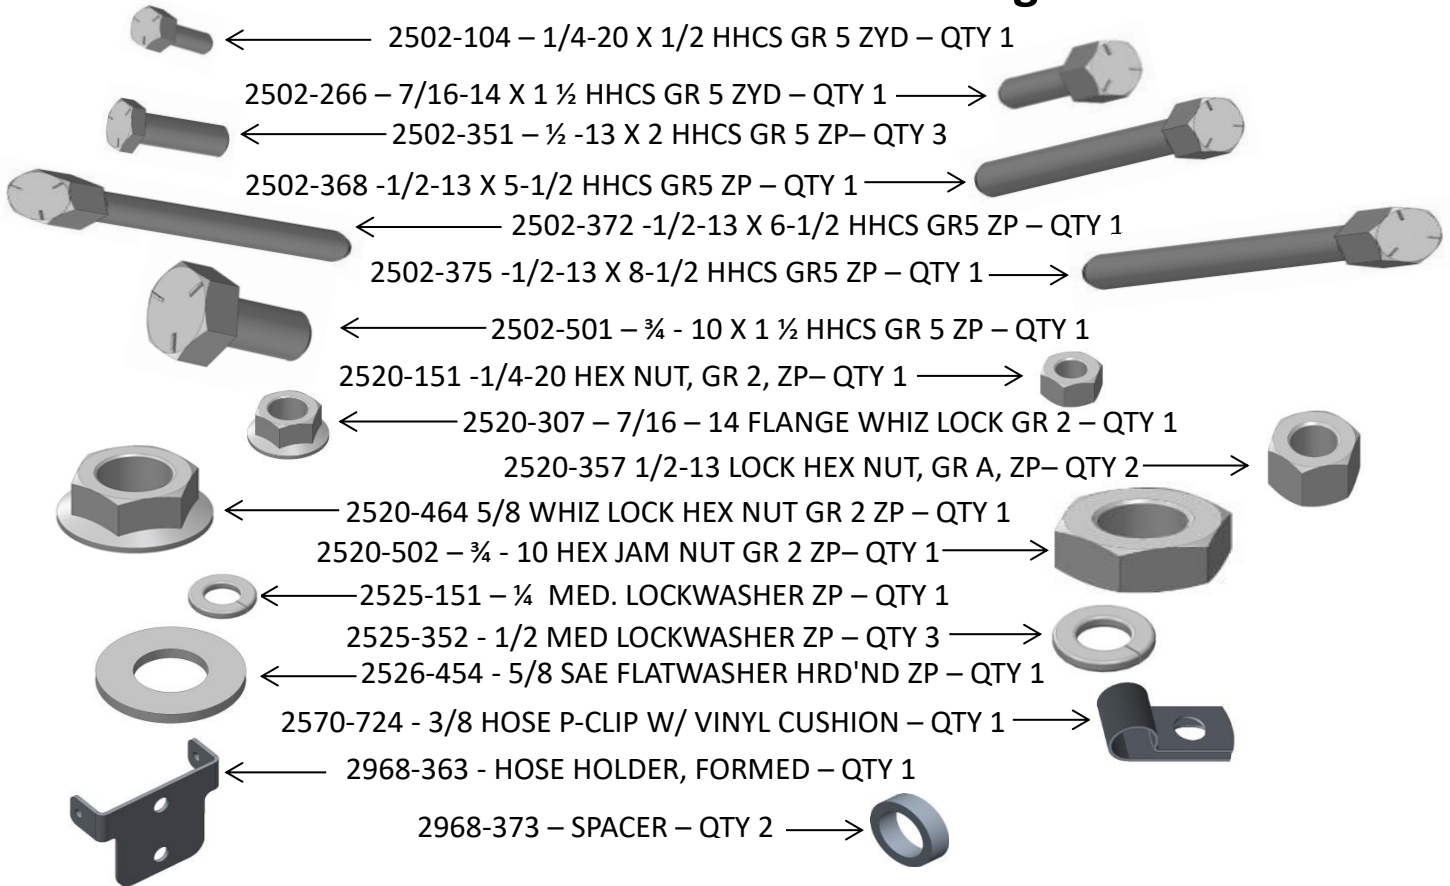 2502-104 – 1/4-20 X 1/2 HHCS GR 5 ZYD – QTY 1
2502-266 – 7/16-14 X 1 ½ HHCS GR 5 ZYD – QTY 1
2502-351 – ½ -13 X 2 HHCS GR 5 ZP– QTY 3
2502-368 -1/2-13 X 5-1/2 HHCS GR5 ZP – QTY 1
2502-372 -1/2-13 X 6-1/2 HHCS GR5 ZP – QTY 1
2502-375 -1/2-13 X 8-1/2 HHCS GR5 ZP – QTY 1
2502-501 – ¾ - 10 X 1 ½ HHCS GR 5 ZP – QTY 1
2520-151 -1/4-20 HEX NUT, GR 2, ZP– QTY 1
2520-307 – 7/16 – 14 FLANGE WHIZ LOCK GR 2 – QTY 1
2520-357 1/2-13 LOCK HEX NUT, GR A, ZP– QTY 2
2520-464 5/8 WHIZ LOCK HEX NUT GR 2 ZP – QTY 1
2520-502 – ¾ - 10 HEX JAM NUT GR 2 ZP– QTY 1
2525-151 – ¼ MED. LOCKWASHER ZP – QTY 1
2525-352 - 1/2 MED LOCKWASHER ZP – QTY 3
2526-454 - 5/8 SAE FLATWASHER HRD'ND ZP – QTY 1
2570-724 - 3/8 HOSE P-CLIP W/ VINYL CUSHION – QTY 1
2968-363 - HOSE HOLDER, FORMED – QTY 1
2968-373 – SPACER – QTY 2